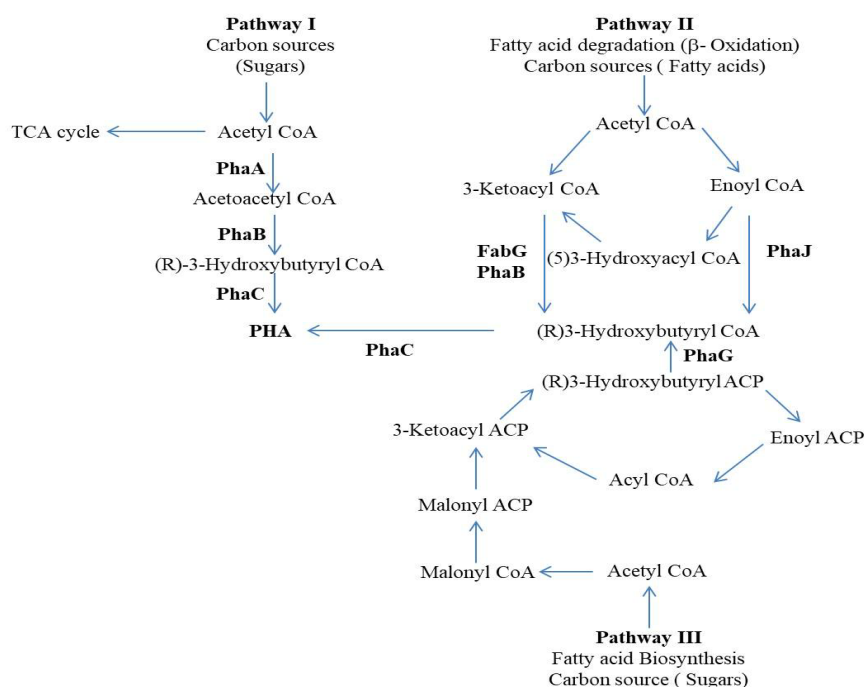 Pathway I
Carbon sources
(Sugars)
Pathway II
Fatty acid degradation (β- Oxidation)
Carbon sources ( Fatty acids)
TCA cycle
Acetyl CoA
PhaA
Acetoacetyl CoA
PhaB
(R)-3-Hydroxybutyryl CoA
PhaC
PHA
PhaC
Acetyl CoA
3-Ketoacyl CoA
Enoyl CoA
FabG
PhaB
(5)3-Hydroxyacyl CoA
PhaJ
(R)3-Hydroxybutyryl CoA
PhaG
(R)3-Hydroxybutyryl ACP
3-Ketoacyl ACP
Enoyl ACP
Acyl CoA
Malonyl ACP
Malonyl CoA
Acetyl CoA
Pathway III
Fatty acid Biosynthesis
Carbon source ( Sugars)